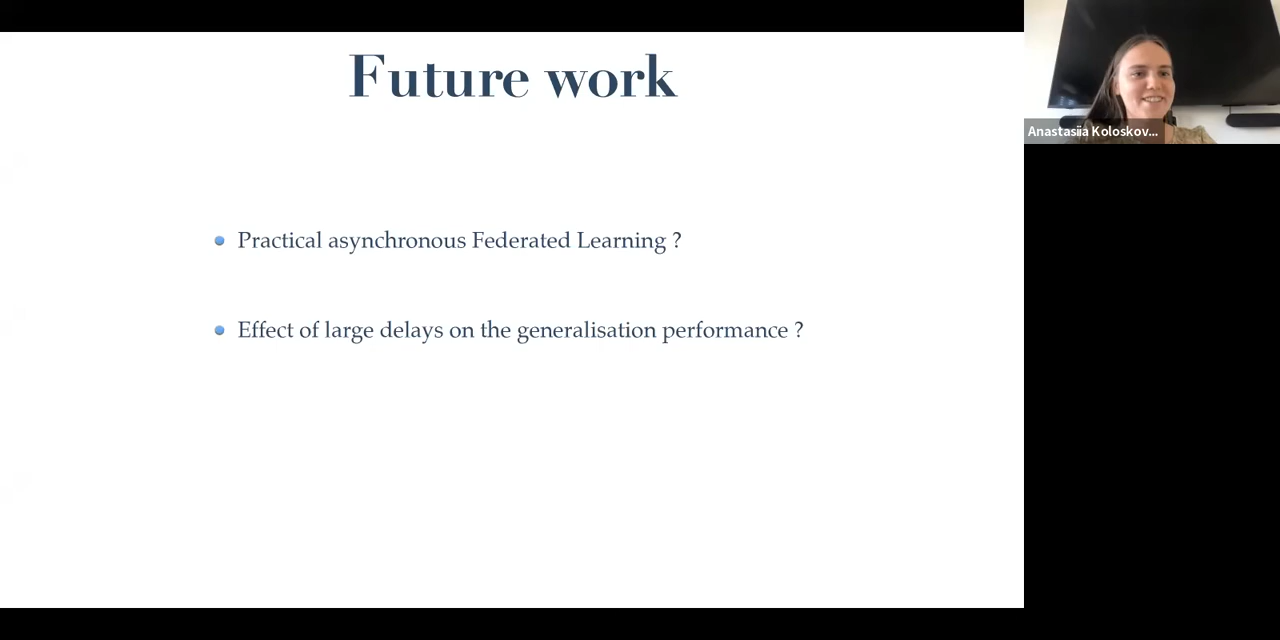 Future work
Anastasiia Koloskov...
Practical asynchronous Federated Learning ?
Effect of large delays on the generalisation performance ?